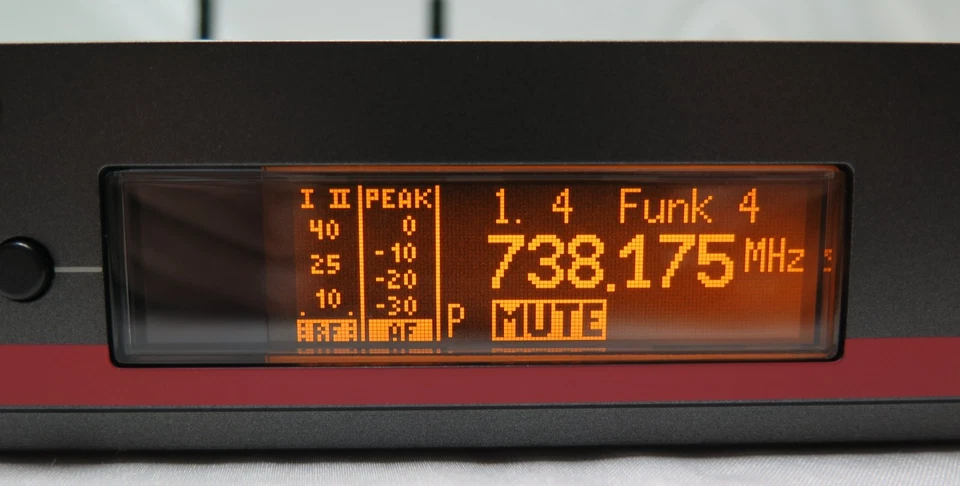 I II PEAK 1. 4 Funk 4
40 0
738.175 MHz
-10
25
-20
10 -30
P MUTE
RF AF